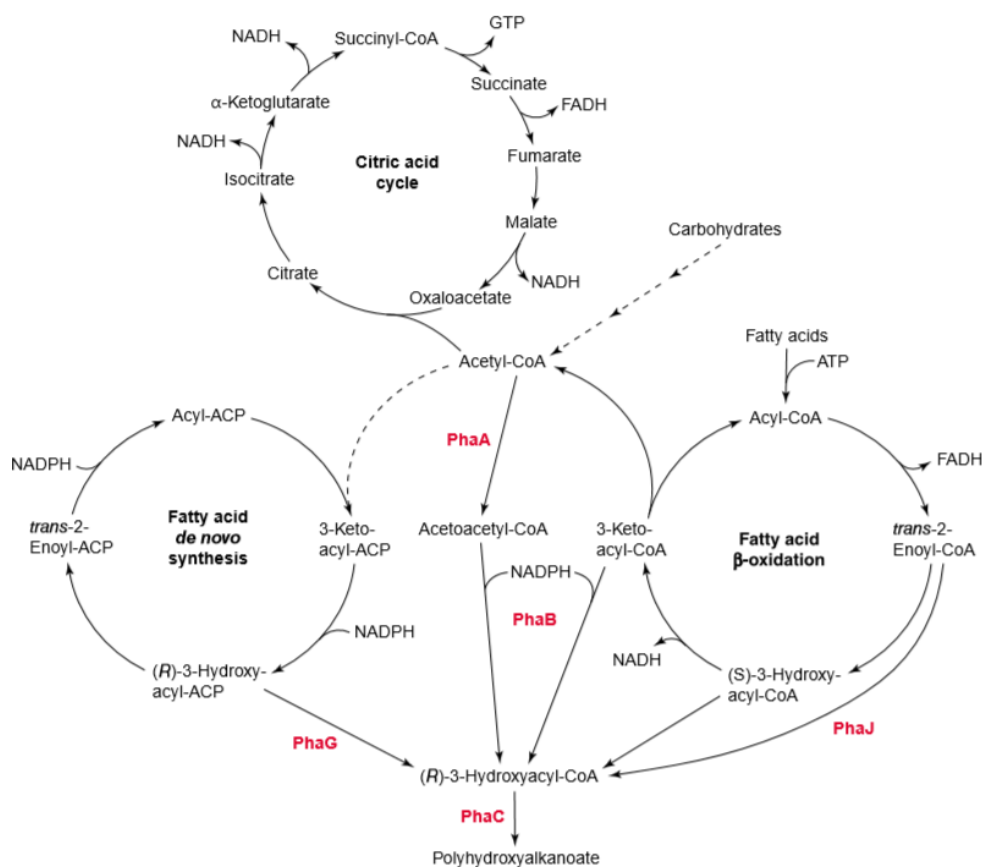 GTP
NADH
Succinyl-CoA
Succinate
α-Ketoglutarate
FADH
NADH
Citric acid
cycle
Fumarate
Isocitrate
Malate
Carbohydrates
Citrate
NADH
Oxaloacetate
Acetyl-CoA
Fatty acids
ATP
Acyl-ACP
Acyl-CoA
PhaA
NADPH
FADH
trans-2-
Enoyl-ACP
Fatty acid
de novo
synthesis
3-Keto-
acyl-ACP
Acetoacetyl-CoA
3-Keto-
acyl-CoA
Fatty acid
β-oxidation
trans-2-
Enoyl-CoA
NADPH
PhaB
NADPH
NADH
(R)-3-Hydroxy-
acyl-ACP
(S)-3-Hydroxy-
acyl-CoA
PhaG
PhaJ
(R)-3-Hydroxyacyl-CoA
PhaC
Polyhydroxyalkanoate